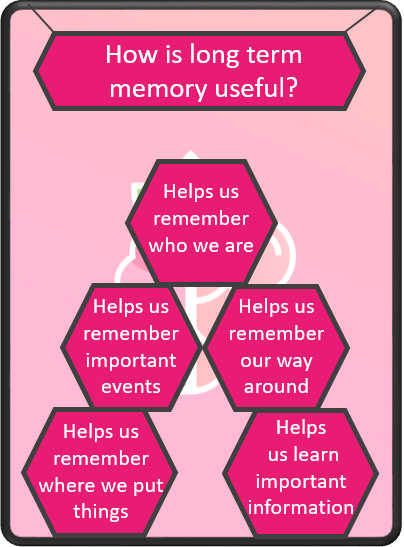 How is long term
memory useful?
Helps us
remember
who we are
Helps us
remember
important
events
Helps us
remember
our way
around
Helps us
remember
where we put
things
Helps
us learn
important
information